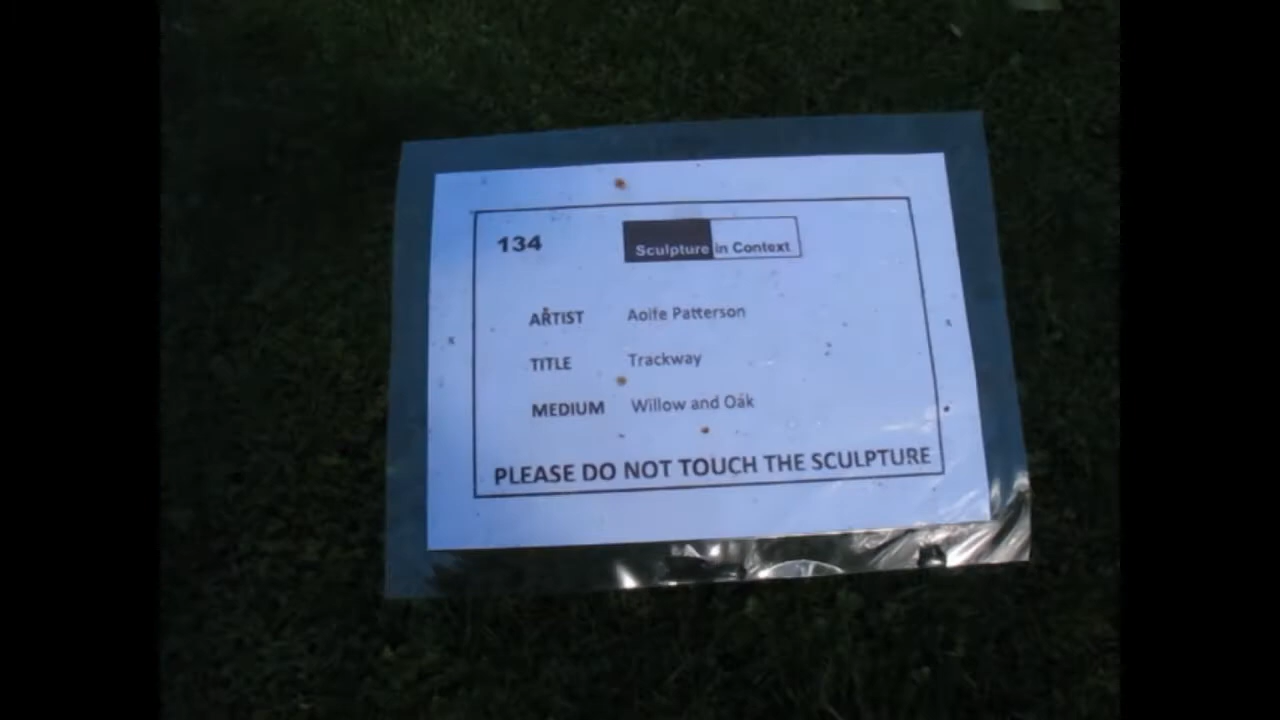 134
Sculpture in Context
ARTIST Aoife Patterson
TITLE Trackway
MEDIUM Willow and Oak
PLEASE DO NOT TOUCH THE SCULPTURE